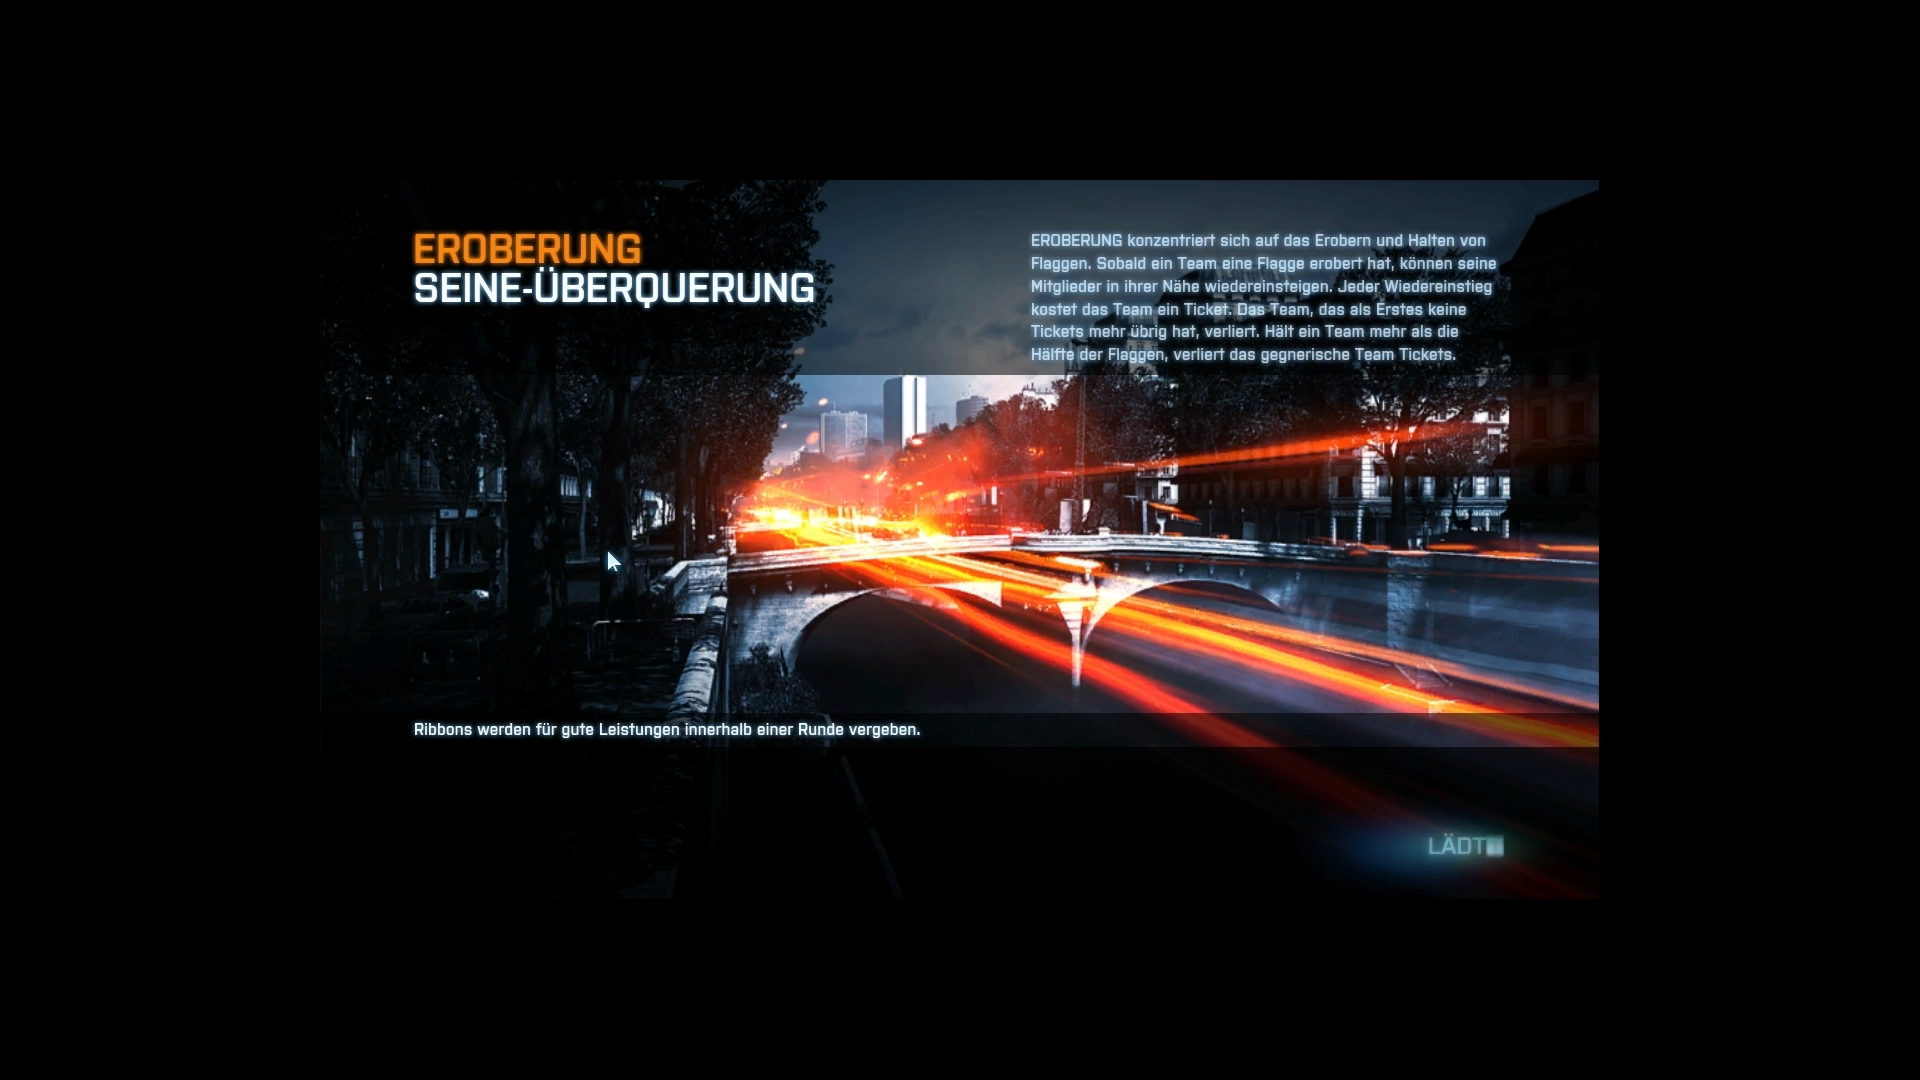 EROBERUNG
SEINE-ÜBERQUERUNG
EROBERUNG konzentriert sich auf das Erobern und Halten von
Flaggen. Sobald ein Team eine Flagge erobert hat, können seine
Mitglieder in ihrer Nähe wiedereinsteigen. Jeder Wiedereinstieg
kostet das Team ein Ticket. Das Team, das als Erstes keine
Tickets mehr übrig hat, verliert. Hält ein Team mehr als die
Hälfte der Flaggen, verliert das gegnerische Team Tickets.
Ribbons werden für gute Leistungen innerhalb einer Runde vergeben.
LÄDT